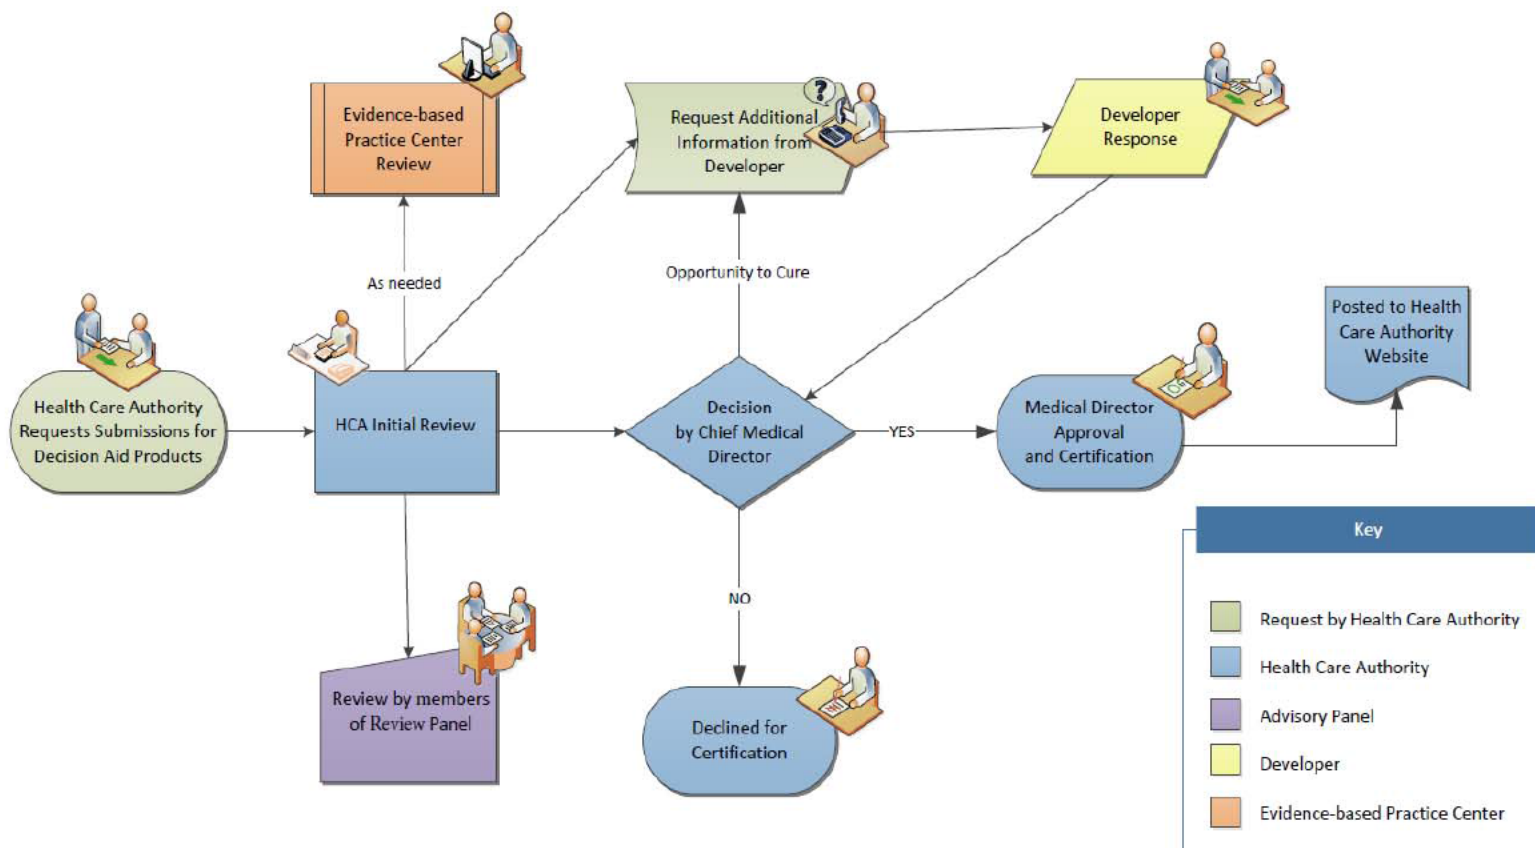 Evidence-based
Practice Center
Review
Request Additional
Information from
Developer
?
Developer
Response
As needed
Opportunity to Cure
Health Care Authority
Requests Submissions for
Decision Aid Products
HCA Initial Review
Decision
by Chief Medical
Director
YES
Medical Director
Approval
and Certification
Posted to Health
Care Authority
Website
NO
Review by members
of Review Panel
Declined for
Certification
Key
Request by Health Care Authority
Health Care Authority
Advisory Panel
Developer
Evidence-based Practice Center